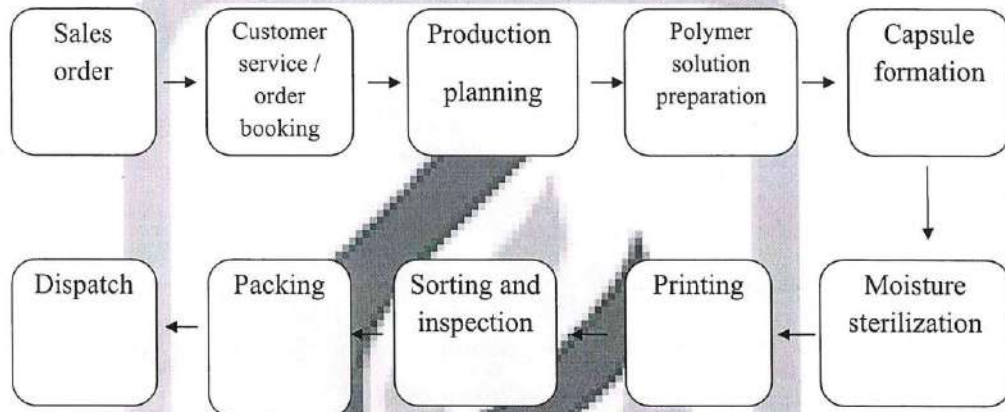 Sales
order
Customer
service /
order
booking
Production
planning
Polymer
solution
preparation
Capsule
formation
Dispatch
Packing
Sorting and
inspection
Printing
Moisture
sterilization